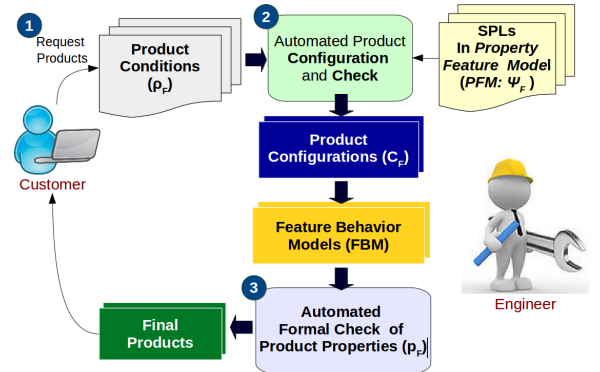 1
Request
Products
Product
Conditions
(ρF)
2
Automated Product
Configuration
and Check
SPLs
In Property
Feature Model
(PFM: ΨF )
Customer
Product
Configurations (CF)
Feature Behavior
Models (FBM)
Engineer
3
Automated
Formal Check of
Product Properties (pF)
Final
Products